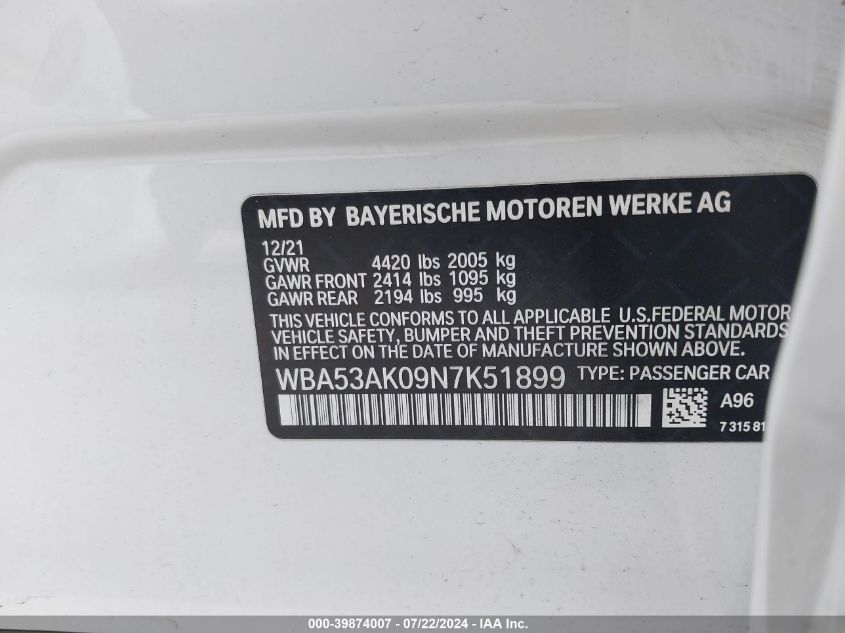 MFD BY BAYERISCHE MOTOREN WERKE AG
12/21
GVWR 4420 lbs 2005 kg
GAWR FRONT 2414 lbs 1095 kg
GAWR REAR 2194 lbs 995 kg
THIS VEHICLE CONFORMS TO ALL APPLICABLE U.S.FEDERAL MOTOR
VEHICLE SAFETY, BUMPER AND THEFT PREVENTION STANDARDS
IN EFFECT ON THE DATE OF MANUFACTURE SHOWN ABOVE.
WBA53AK09N7K51899 TYPE: PASSENGER CAR
A96
7 315 81
000-39874007 - 07/22/2024 - IAA Inc.